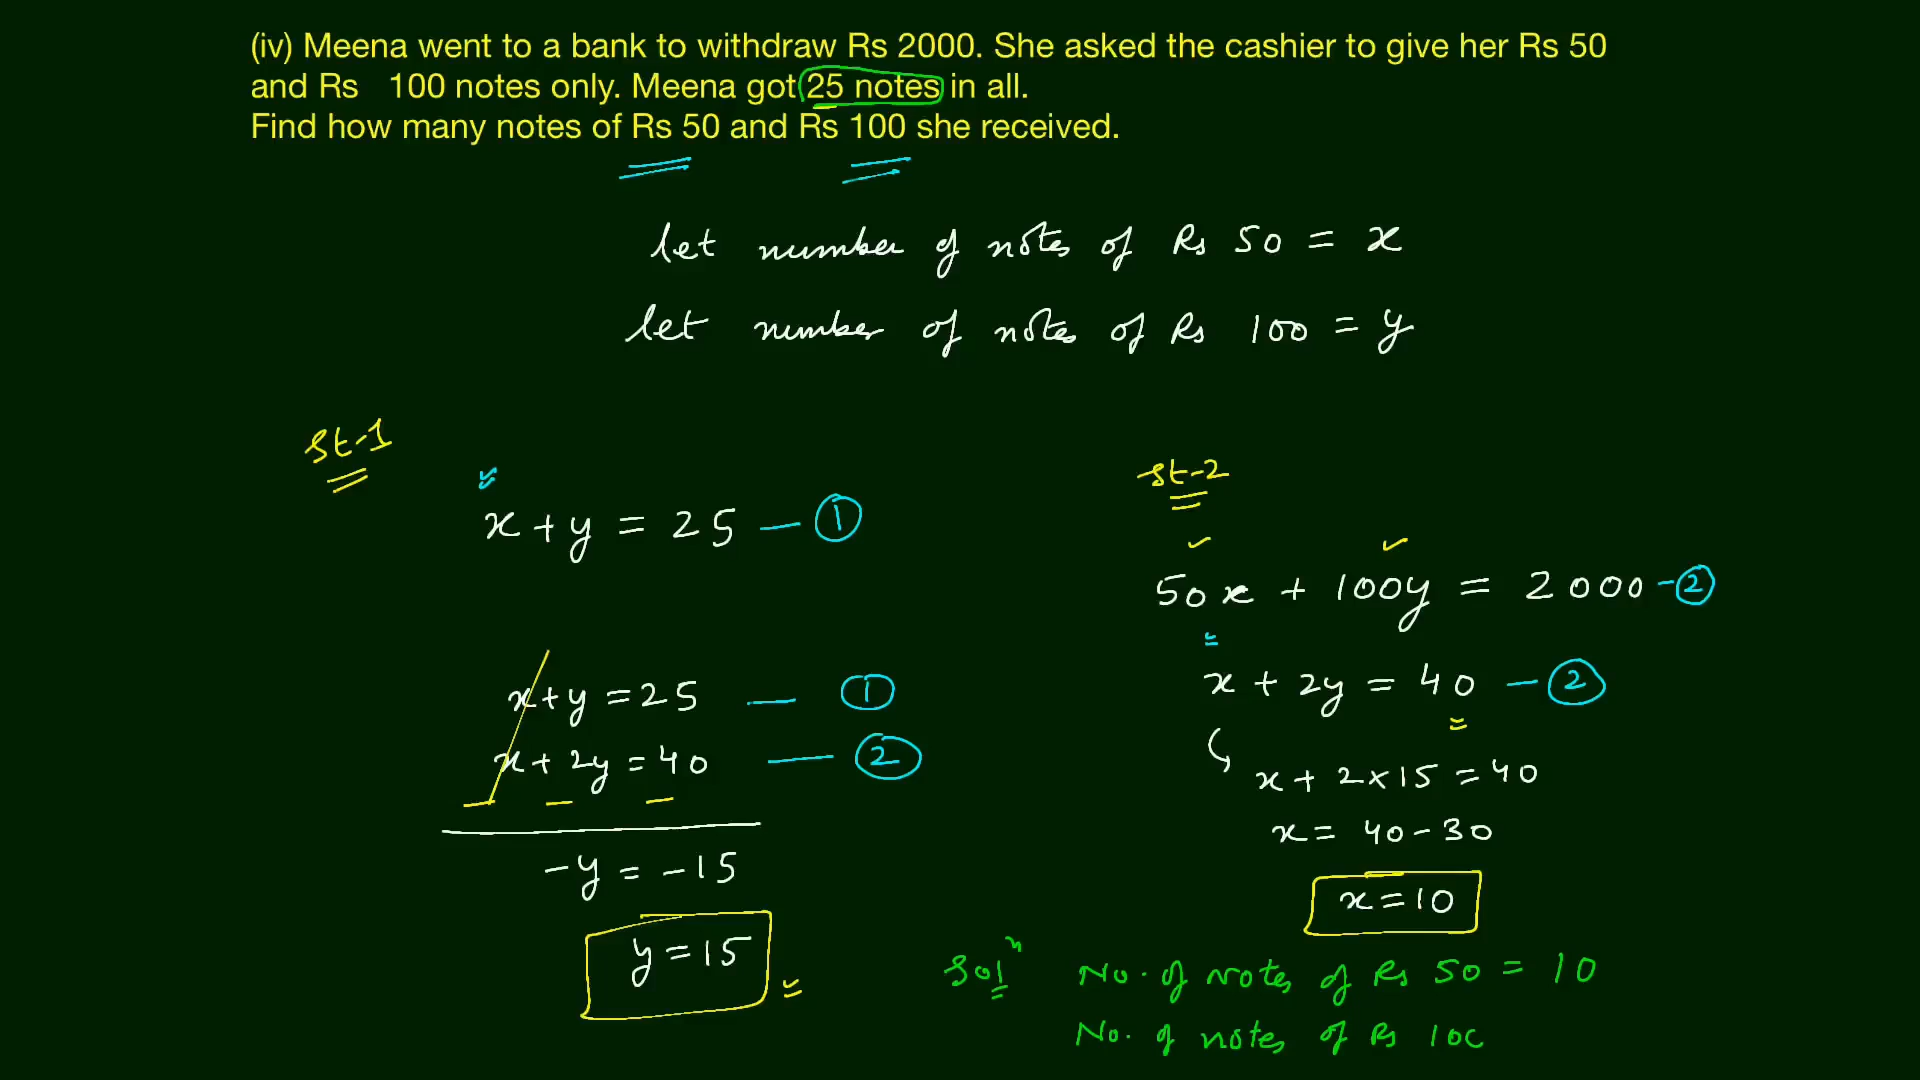 (iv) Meena went to a bank to withdraw Rs 2000. She asked the cashier to give her Rs 50
and Rs 100 notes only. Meena got 25 notes in all.
Find how many notes of Rs 50 and Rs 100 she received.
let number of notes of Rs 50 = x
let number of notes of Rs 100 = y
St-1
x + y = 25 — 1
St-2
50x + 100y = 2000 - 2
x + 2y = 40 — 2
x + y = 25 — 1
x + 2y = 40 — 2
— — —
-y = -15
y = 15
x + 2 × 15 = 40
x = 40 - 30
x = 10
Solⁿ No. of notes of Rs 50 = 10
No. of notes of Rs 10c